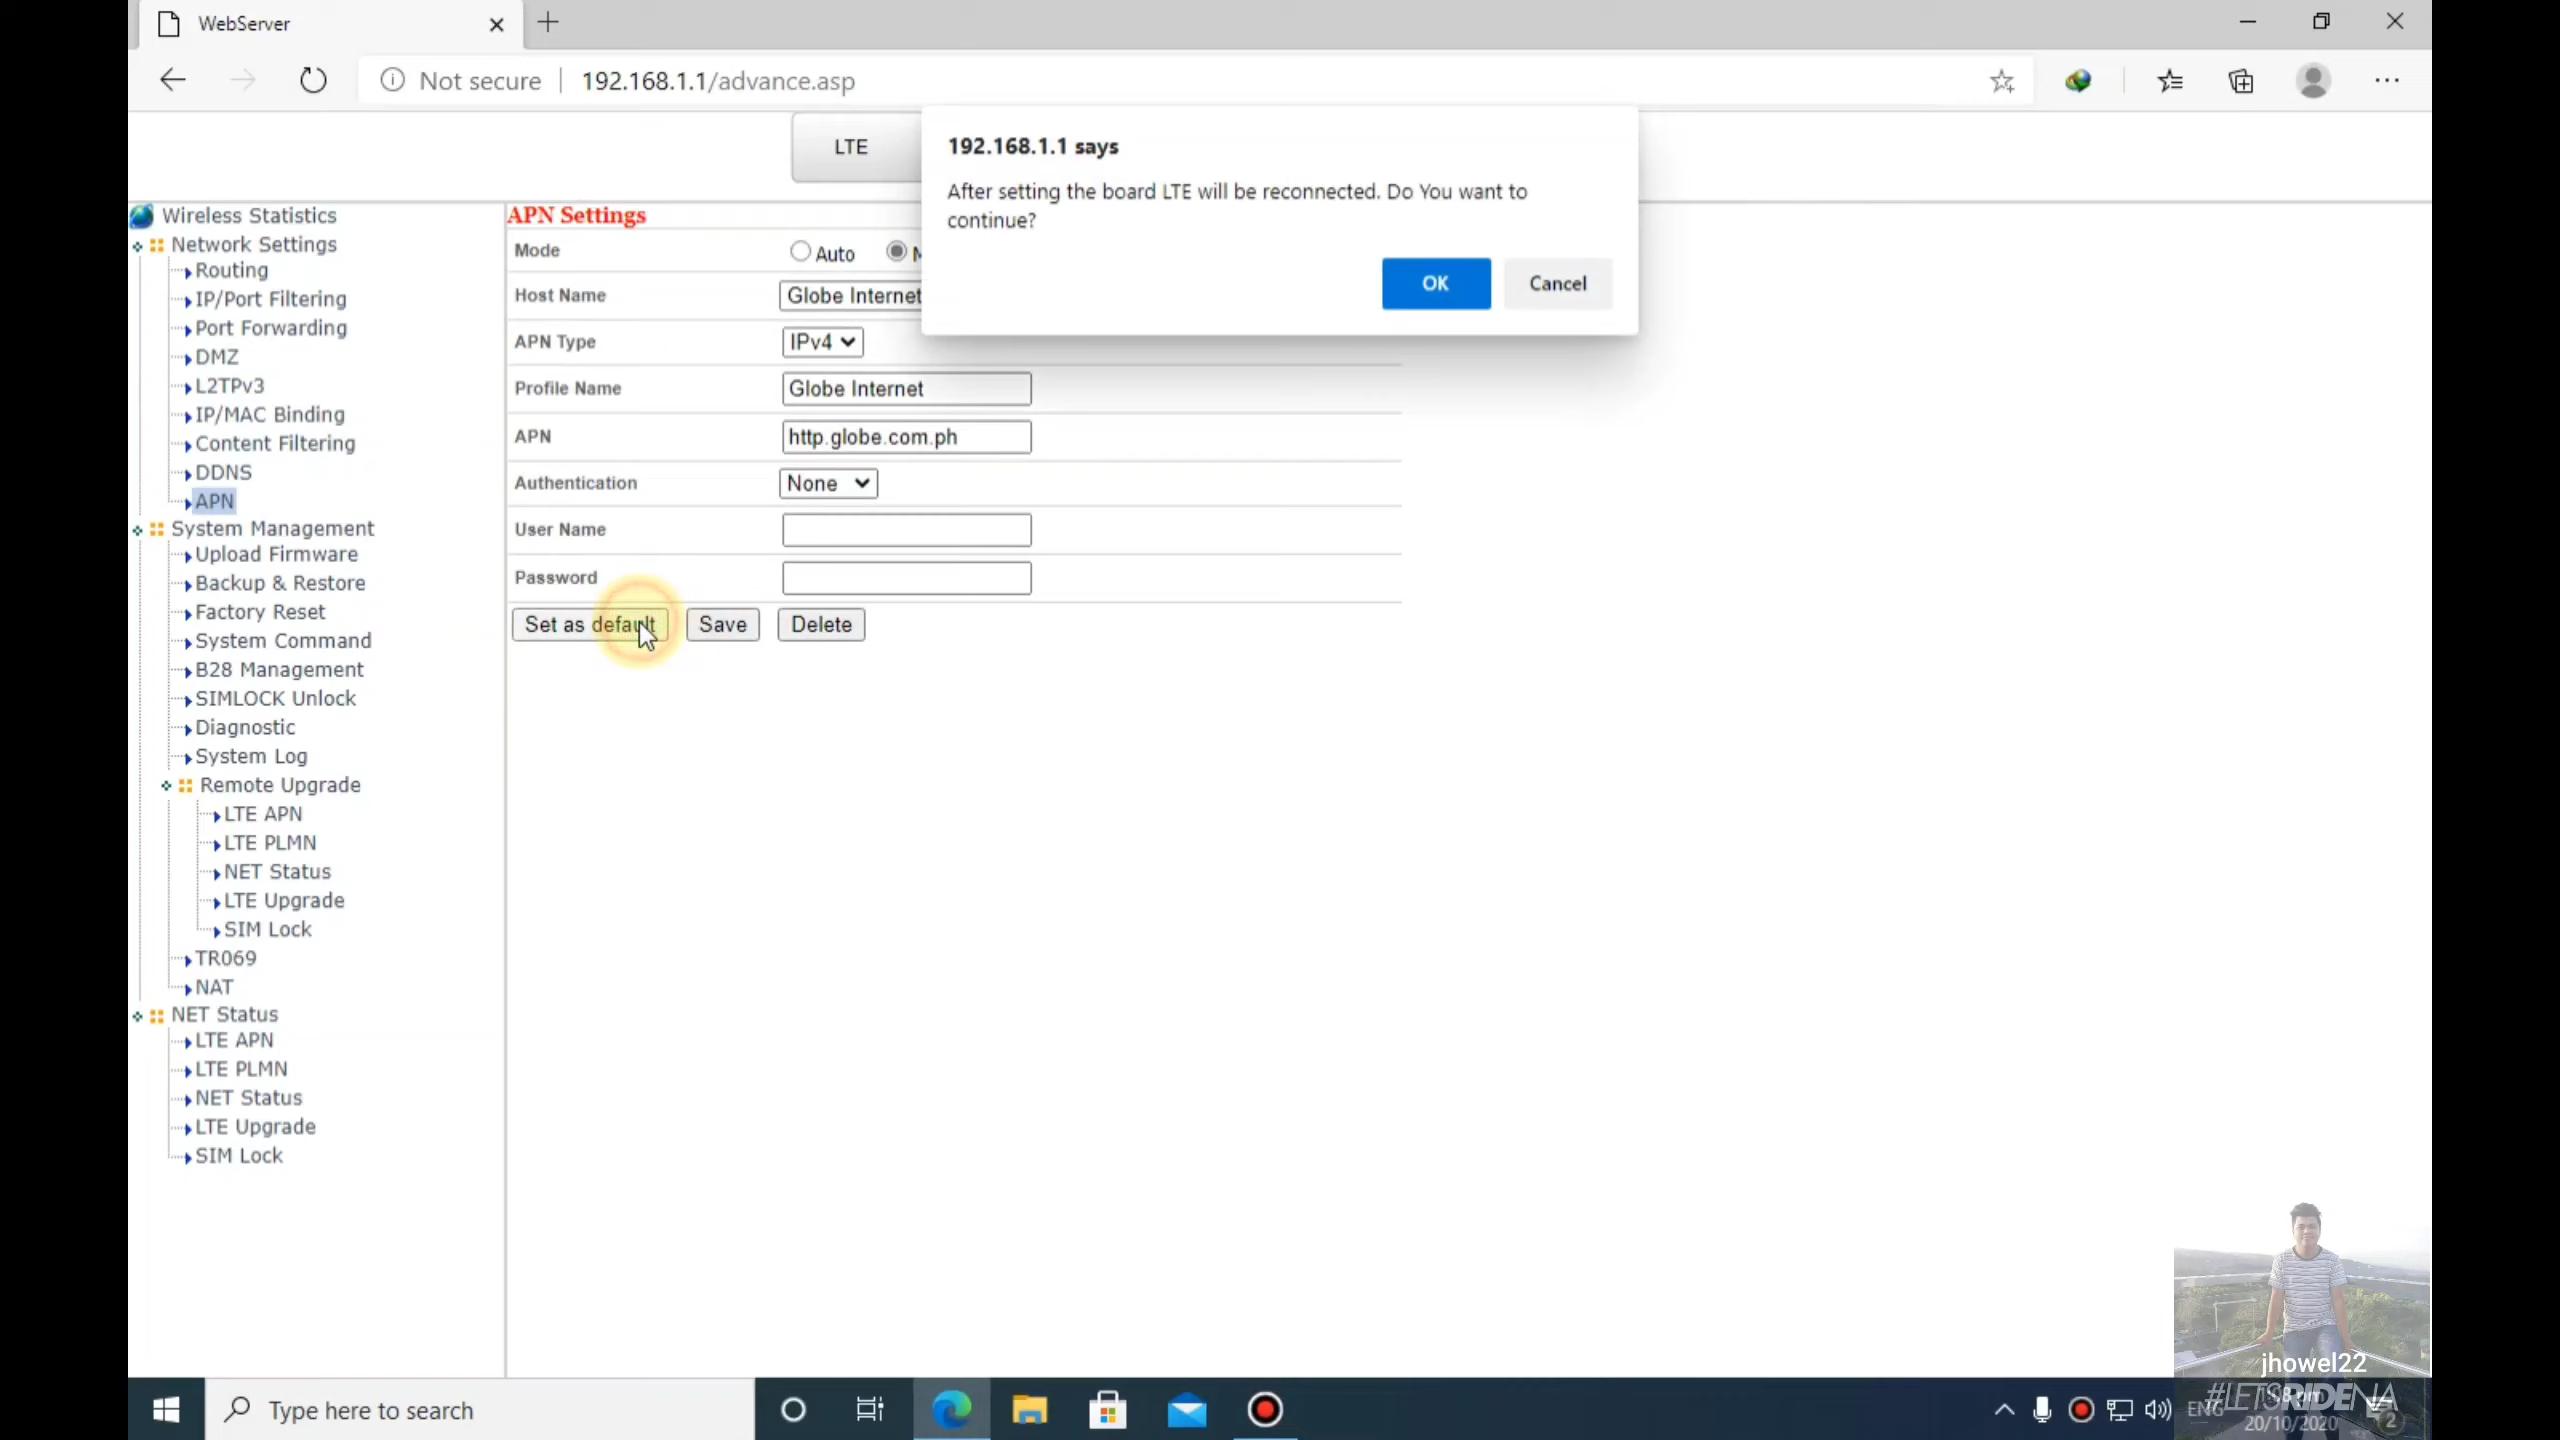 WebServer
Not secure
192.168.1.1/advance.asp
LTE
192.168.1.1 says
After setting the board LTE will be reconnected. Do You want to
continue?
OK
Cancel
Wireless Statistics
Network Settings
Routing
IP/Port Filtering
Port Forwarding
DMZ
L2TPv3
IP/MAC Binding
Content Filtering
DDNS
APN
System Management
Upload Firmware
Backup & Restore
Factory Reset
System Command
B28 Management
SIMLOCK Unlock
Diagnostic
System Log
Remote Upgrade
LTE APN
LTE PLMN
NET Status
LTE Upgrade
SIM Lock
TR069
NAT
NET Status
LTE APN
LTE PLMN
NET Status
LTE Upgrade
SIM Lock
APN Settings
Mode Auto
Host Name Globe Internet
APN Type IPv4
Profile Name Globe Internet
APN http.globe.com.ph
Authentication None
User Name
Password
Set as default Save Delete
jhowel22
#LETSRIDENA
Type here to search
ENG
20/10/2020
2